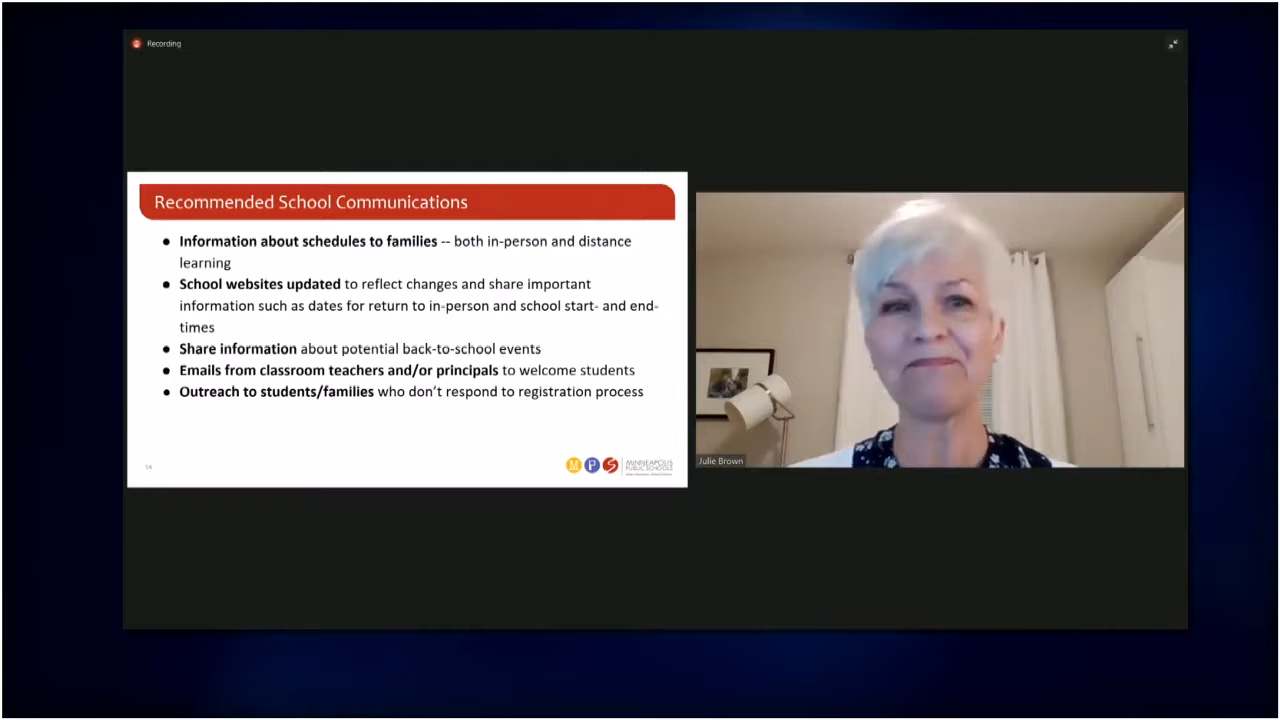 Recording
Recommended School Communications
● Information about schedules to families -- both in-person and distance
learning
● School websites updated to reflect changes and share important
information such as dates for return to in-person and school start- and end-
times
● Share information about potential back-to-school events
● Emails from classroom teachers and/or principals to welcome students
● Outreach to students/families who don't respond to registration process
14
M P S MINNEAPOLIS
PUBLIC SCHOOLS
Julie Brown